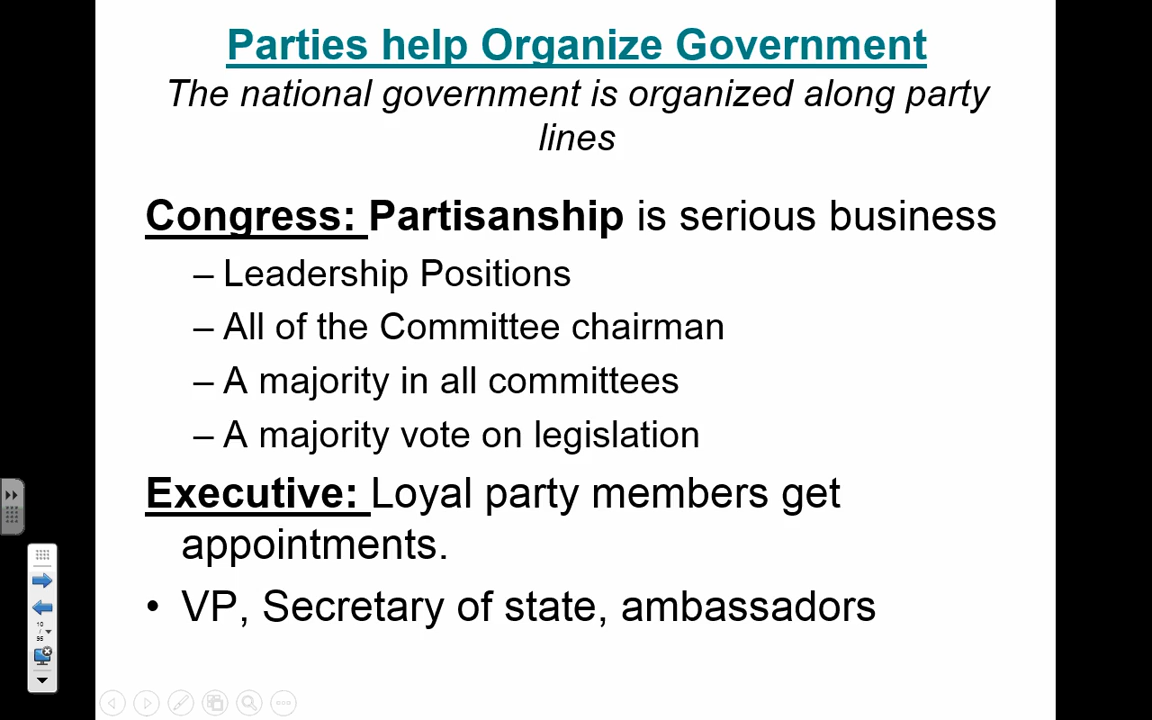 Parties help Organize Government
The national government is organized along party
lines
Congress: Partisanship is serious business
– Leadership Positions
– All of the Committee chairman
– A majority in all committees
– A majority vote on legislation
Executive: Loyal party members get
appointments.
• VP, Secretary of state, ambassadors
10
/
95